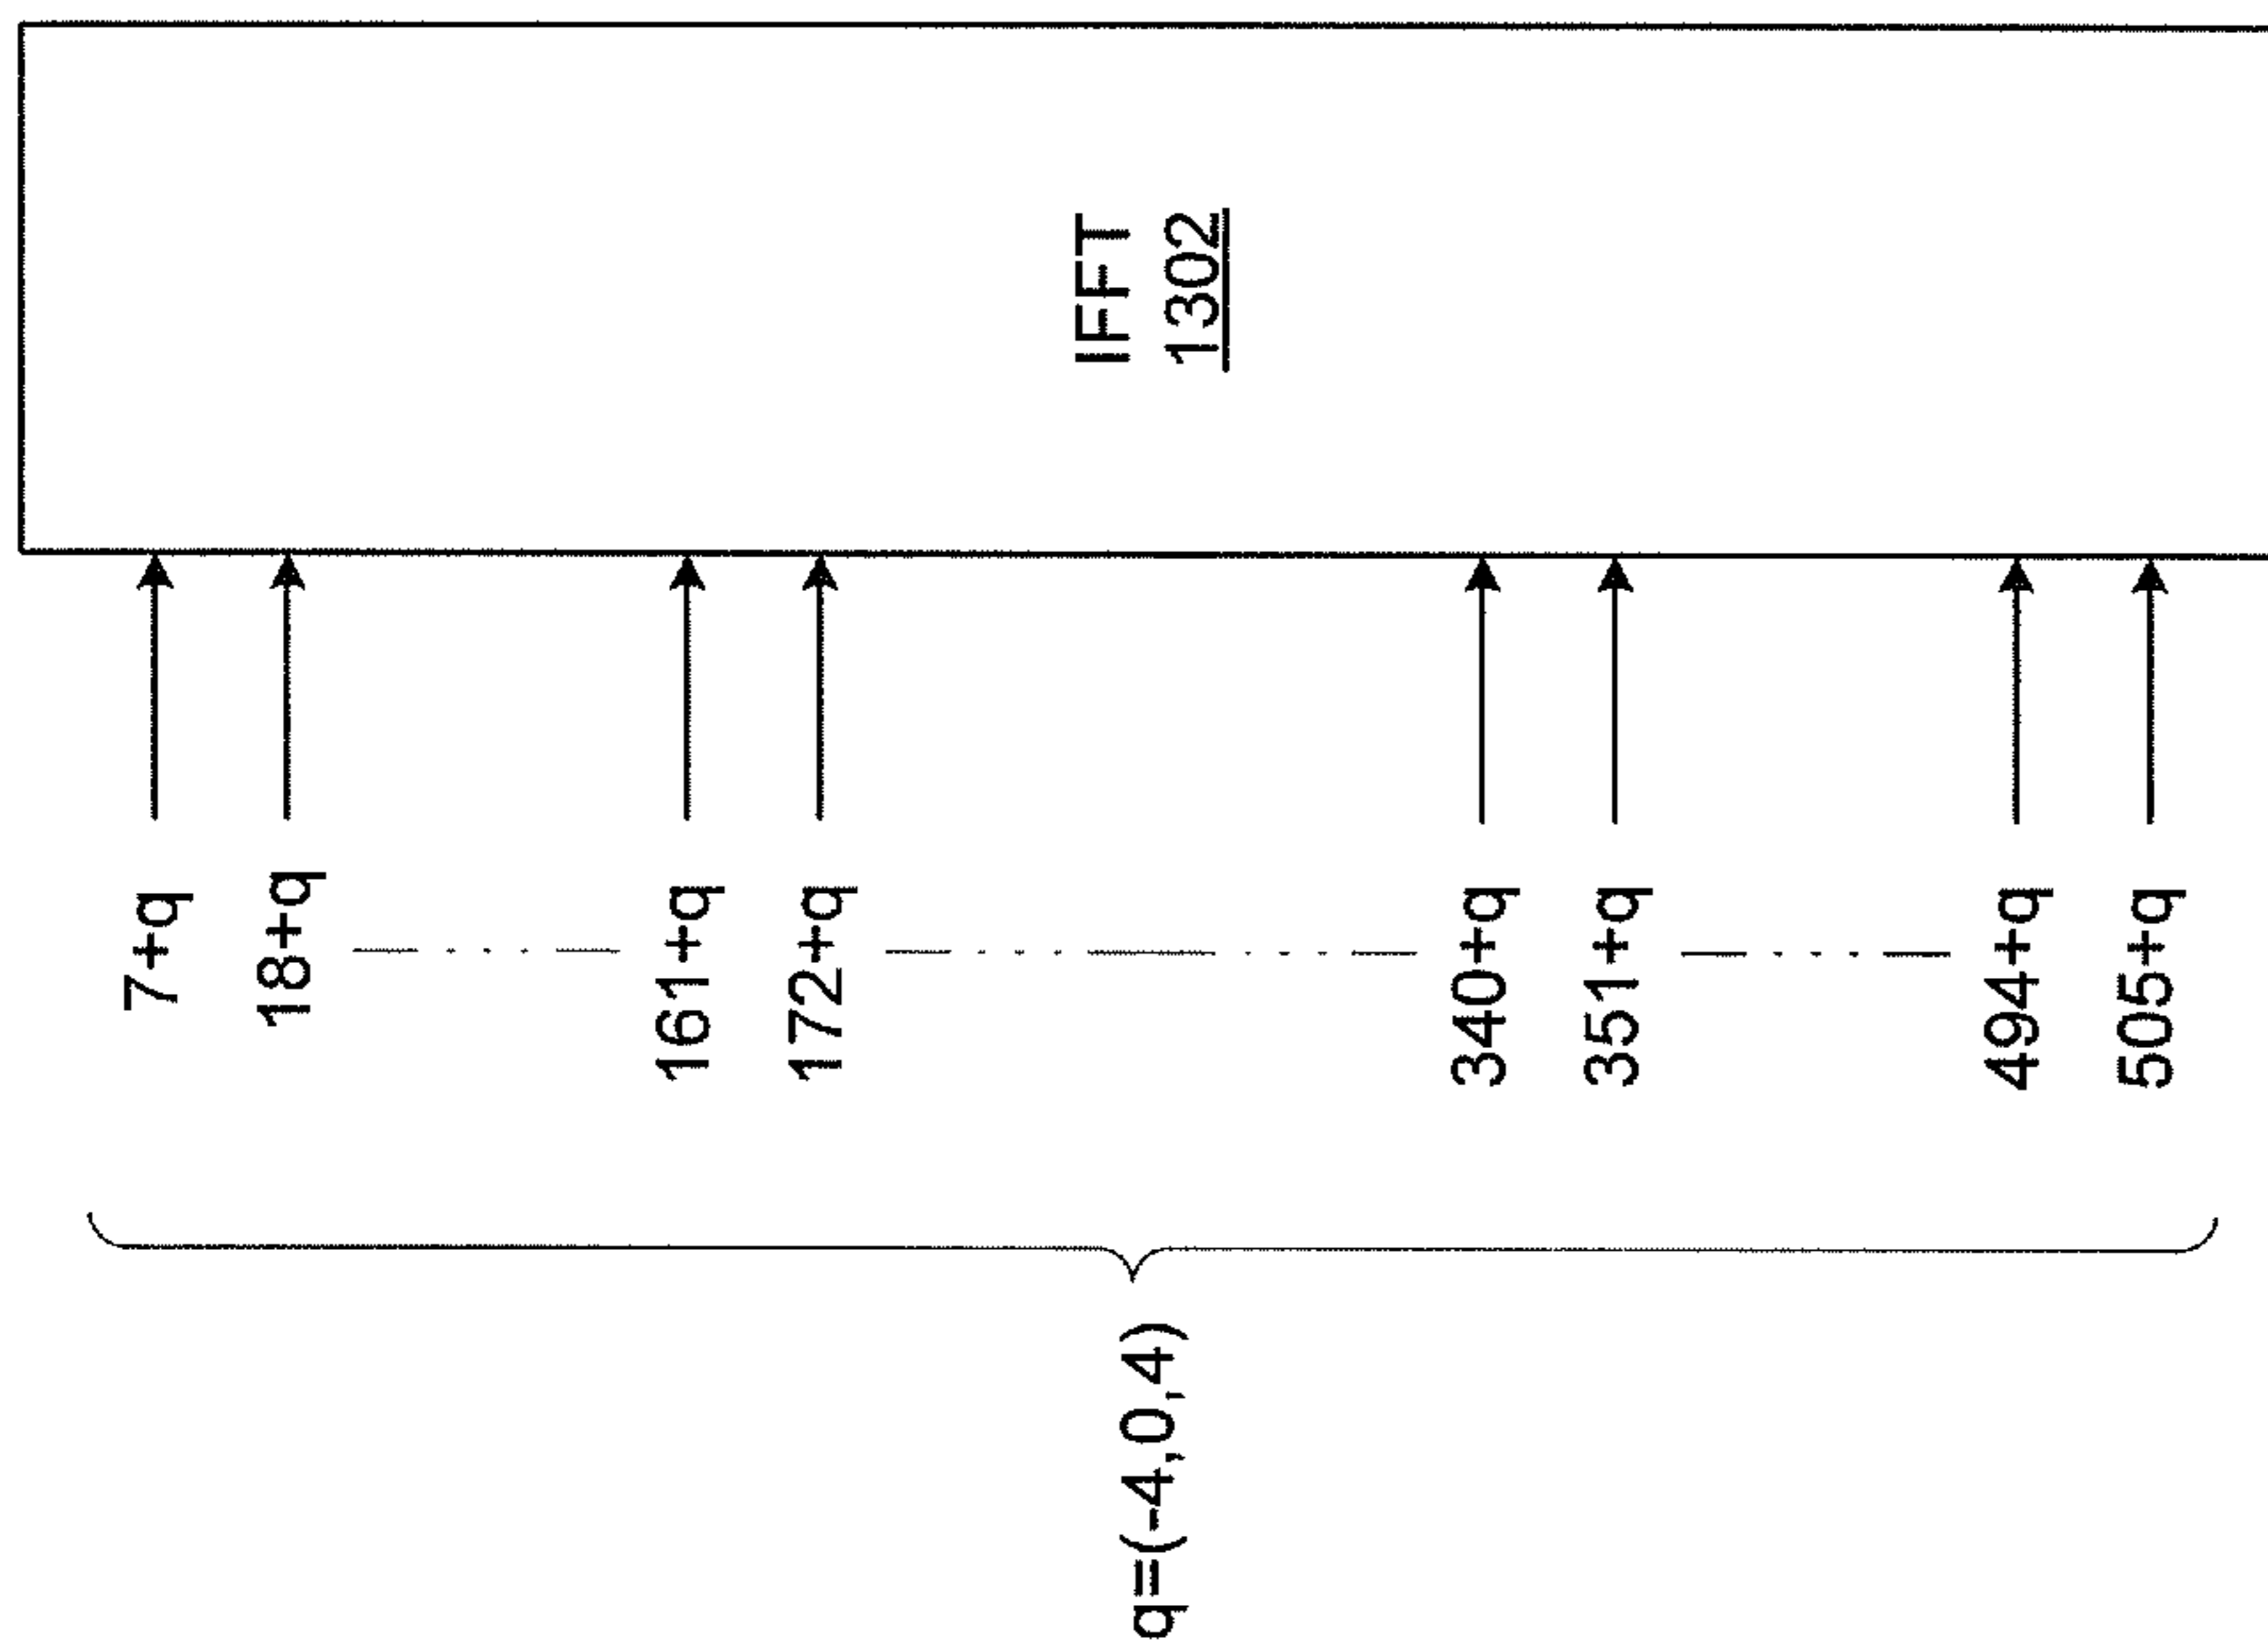 IFFT
1302
7+q
18+q
161+q
172+q
340+q
351+q
494+q
505+q
q=(-4,0,4)